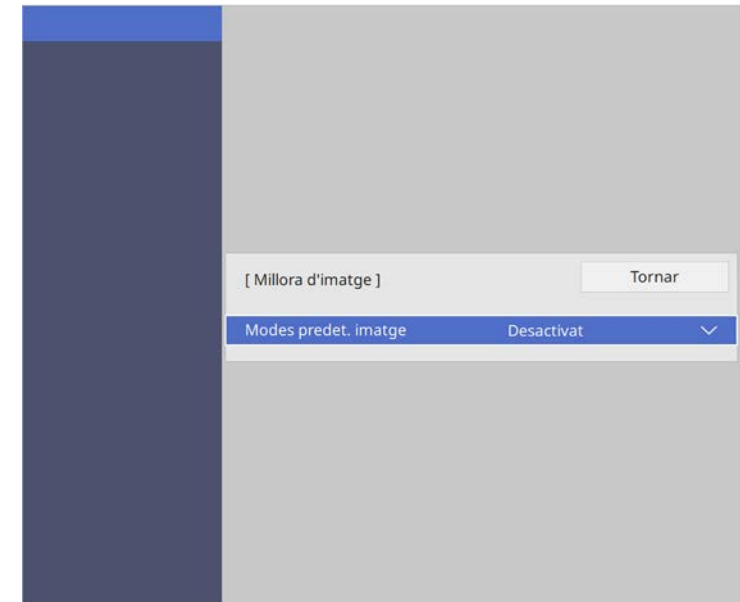 [ Millora d'imatge ] Tornar
Modes predet. imatge Desactivat